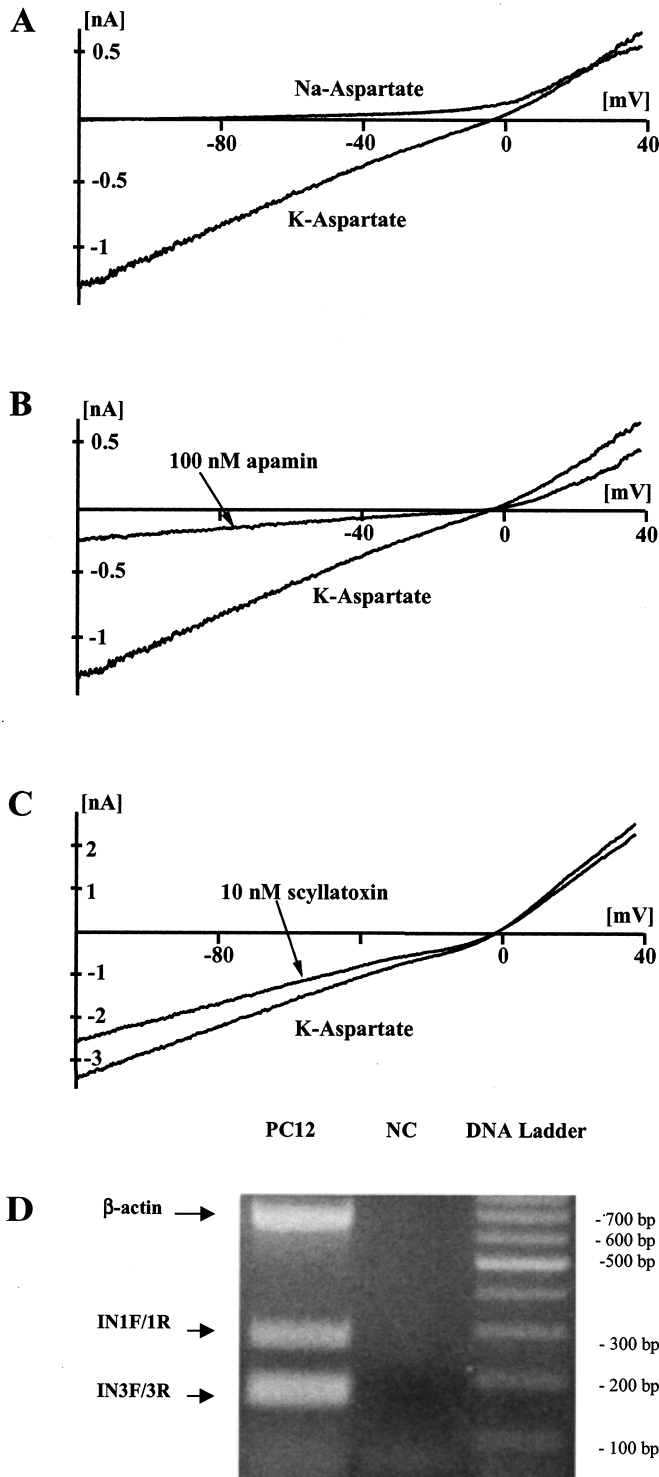 A
[nA]
0.5
Na-Aspartate
[mV]
-80
-40
0
40
-0.5
K-Aspartate
-1
B
[nA]
0.5
100 nM apamin
[mV]
-40
0
40
-0.5
K-Aspartate
-1
C
[nA]
2
1
10 nM scyllatoxin
[mV]
-80
0
40
-1
-2
K-Aspartate
-3
PC12 NC DNA Ladder
D
β-actin
- 700 bp
- 600 bp
-500 bp
IN1F/1R
- 300 bp
IN3F/3R
- 200 bp
- 100 bp